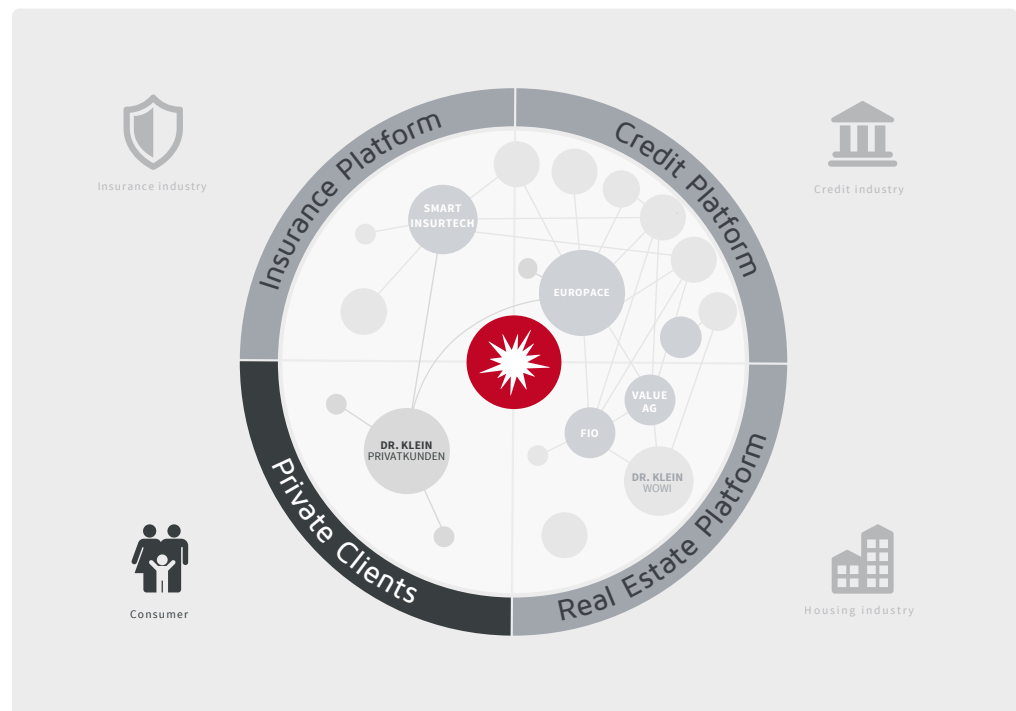 Insurance Platform
Credit Platform
Insurance industry
Credit industry
SMART
INSURTECH
EUROPACE
VALUE
AG
FIO
DR. KLEIN
PRIVATKUNDEN
DR. KLEIN
WOWI
Private Clients
Real Estate Platform
Consumer
Housing industry